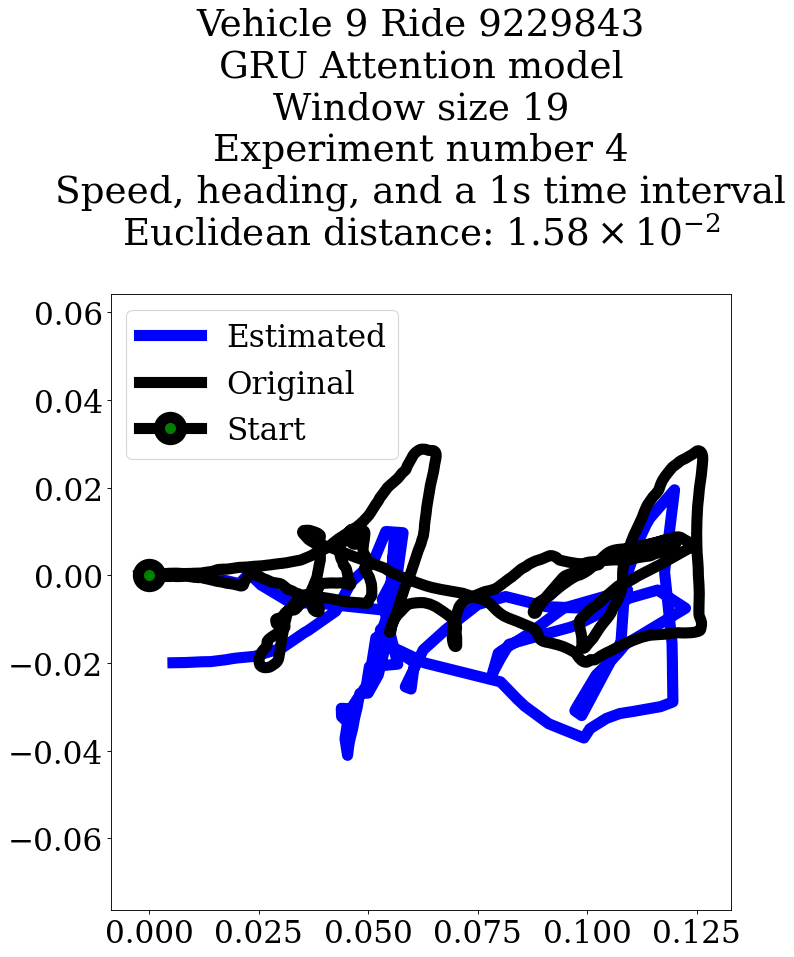 Vehicle 9 Ride 9229843
GRU Attention model
Window size 19
Experiment number 4
Speed, heading, and a 1s time interval
Euclidean distance: 1.58 × 10⁻²
Estimated
Original
Start
0.06
0.04
0.02
0.00
−0.02
−0.04
−0.06
0.000 0.025 0.050 0.075 0.100 0.125